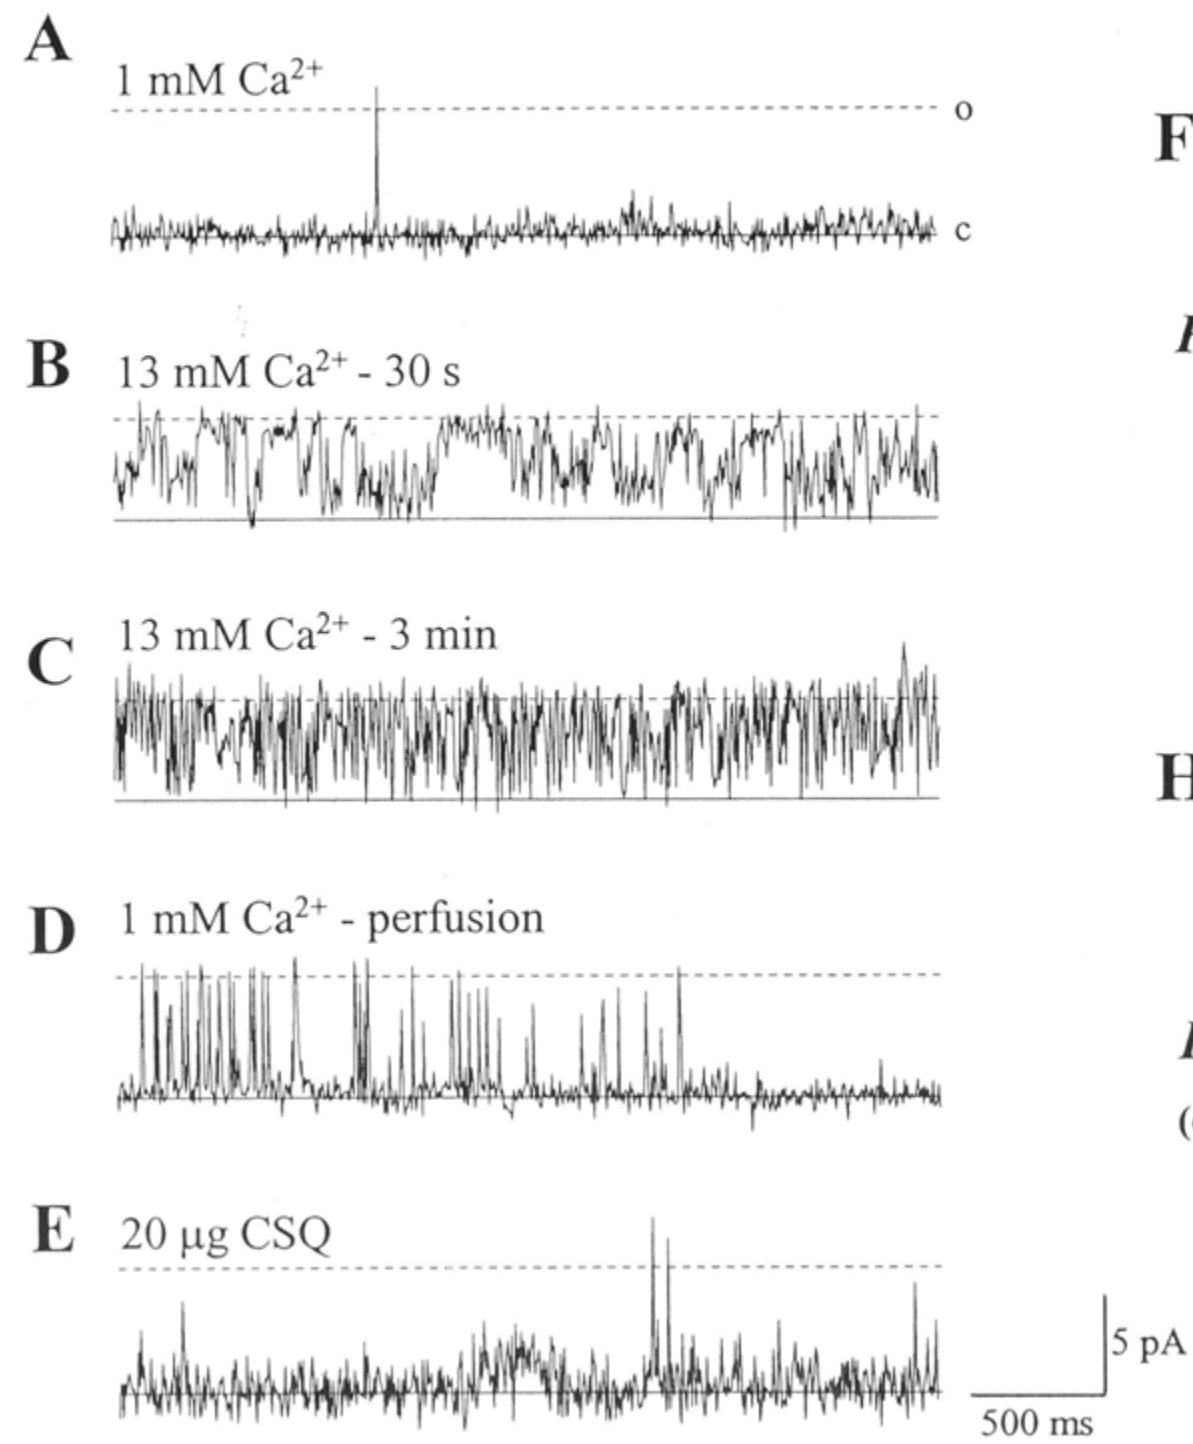 A
1 mM Ca²⁺
o
c
F
B
13 mM Ca²⁺ - 30 s
C
13 mM Ca²⁺ - 3 min
H
D
1 mM Ca²⁺ - perfusion
E
20 μg CSQ
5 pA
500 ms